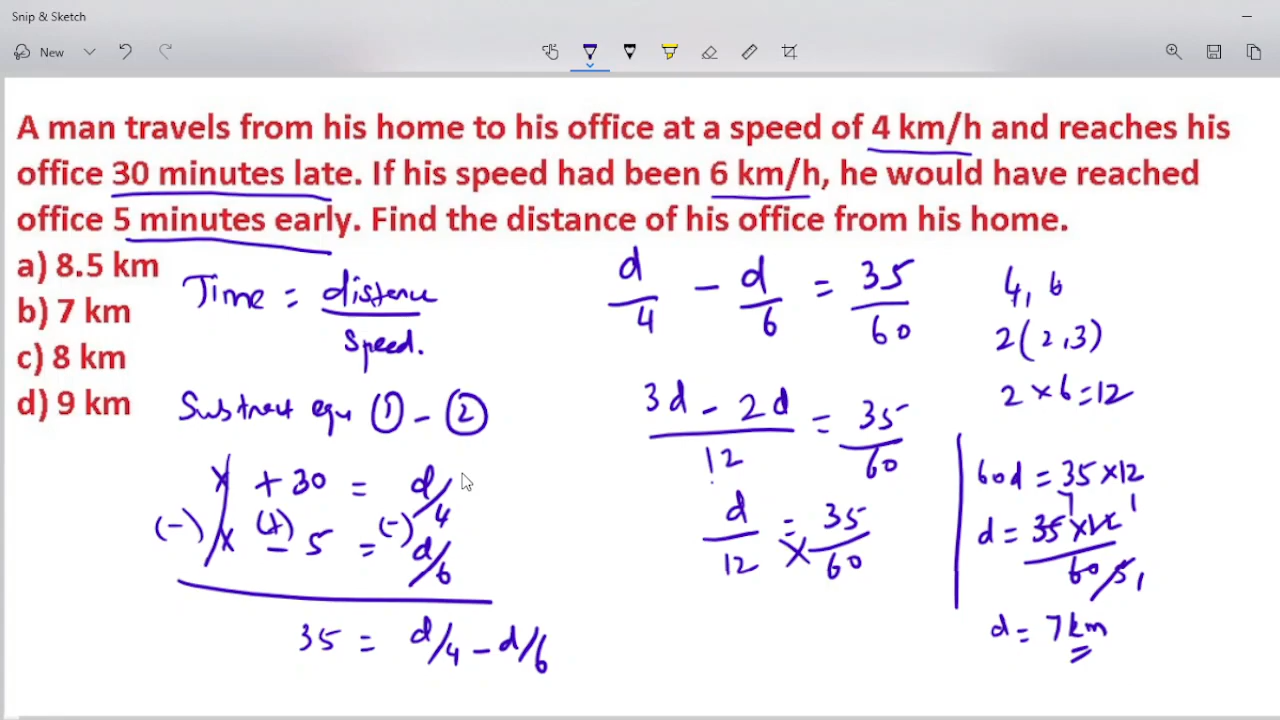 Snip & Sketch
New
A man travels from his home to his office at a speed of 4 km/h and reaches his
office 30 minutes late. If his speed had been 6 km/h, he would have reached
office 5 minutes early. Find the distance of his office from his home.
a) 8.5 km
b) 7 km
c) 8 km
d) 9 km
Time = distence / Speed.
Subtract equ ① - ②
x + 30 = d/4
(-) x (+) - 5 = (-) d/6
35 = d/4 - d/6
d/4 - d/6 = 35/60
3d - 2d / 12 = 35/60
d/12 = 35/60
4, 6
2(2,3)
2 x 6 = 12
60d = 35 x 12
d = 35 x 12 / 60
7 1
5 1
d = 7 km